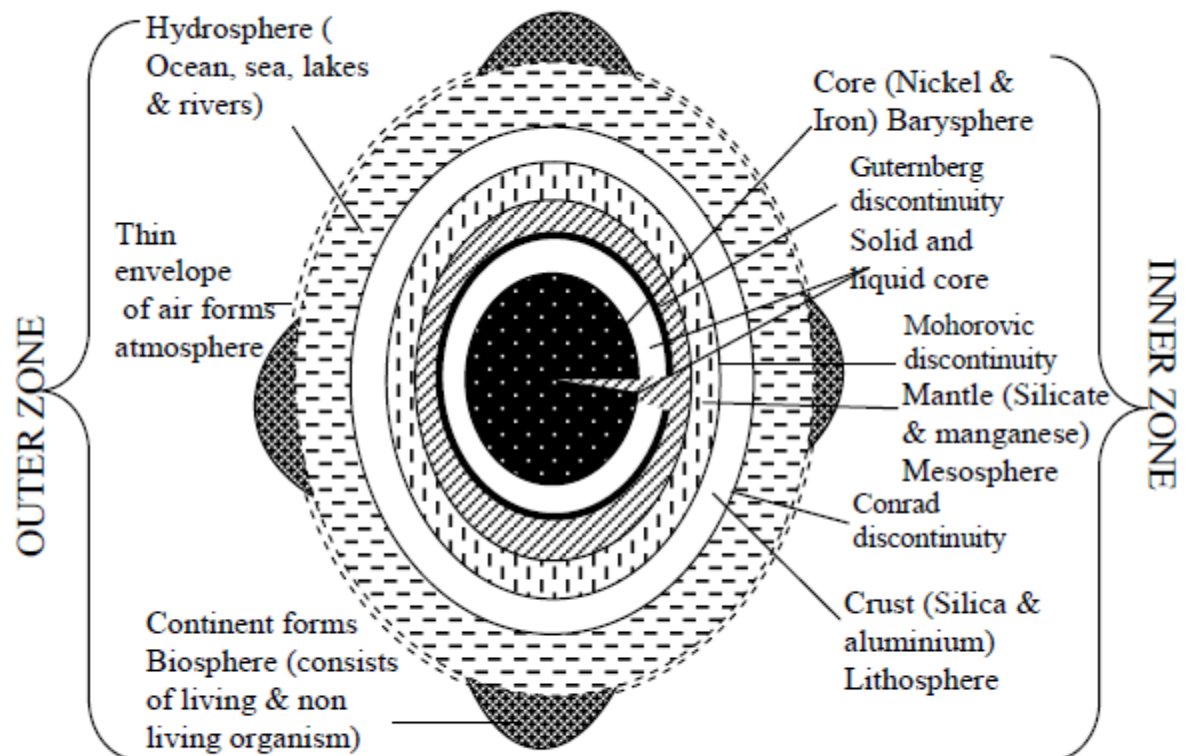 OUTER ZONE
Hydrosphere (
Ocean, sea, lakes
& rivers)
Thin
envelope
of air forms
atmosphere
Continent forms
Biosphere (consists
of living & non
living organism)
Core (Nickel &
Iron) Barysphere
Guternberg
discontinuity
Solid and
liquid core
Mohorovic
discontinuity
Mantle (Silicate
& manganese)
Mesosphere
Conrad
discontinuity
Crust (Silica &
aluminium)
Lithosphere
INNER ZONE